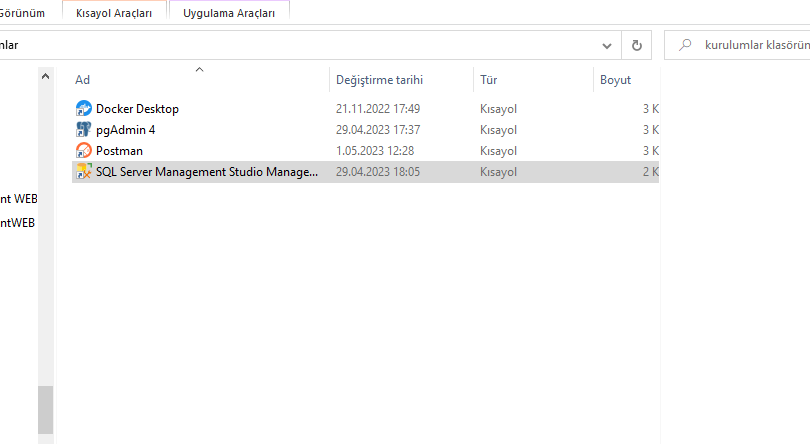 Görünüm Kısayol Araçları Uygulama Araçları
nlar kurulumlar klasörün
Ad Değiştirme tarihi Tür Boyut
Docker Desktop 21.11.2022 17:49 Kısayol 3 K
pgAdmin 4 29.04.2023 17:37 Kısayol 3 K
Postman 1.05.2023 12:28 Kısayol 3 K
SQL Server Management Studio Manage... 29.04.2023 18:05 Kısayol 2 K
nt WEB
ntWEB